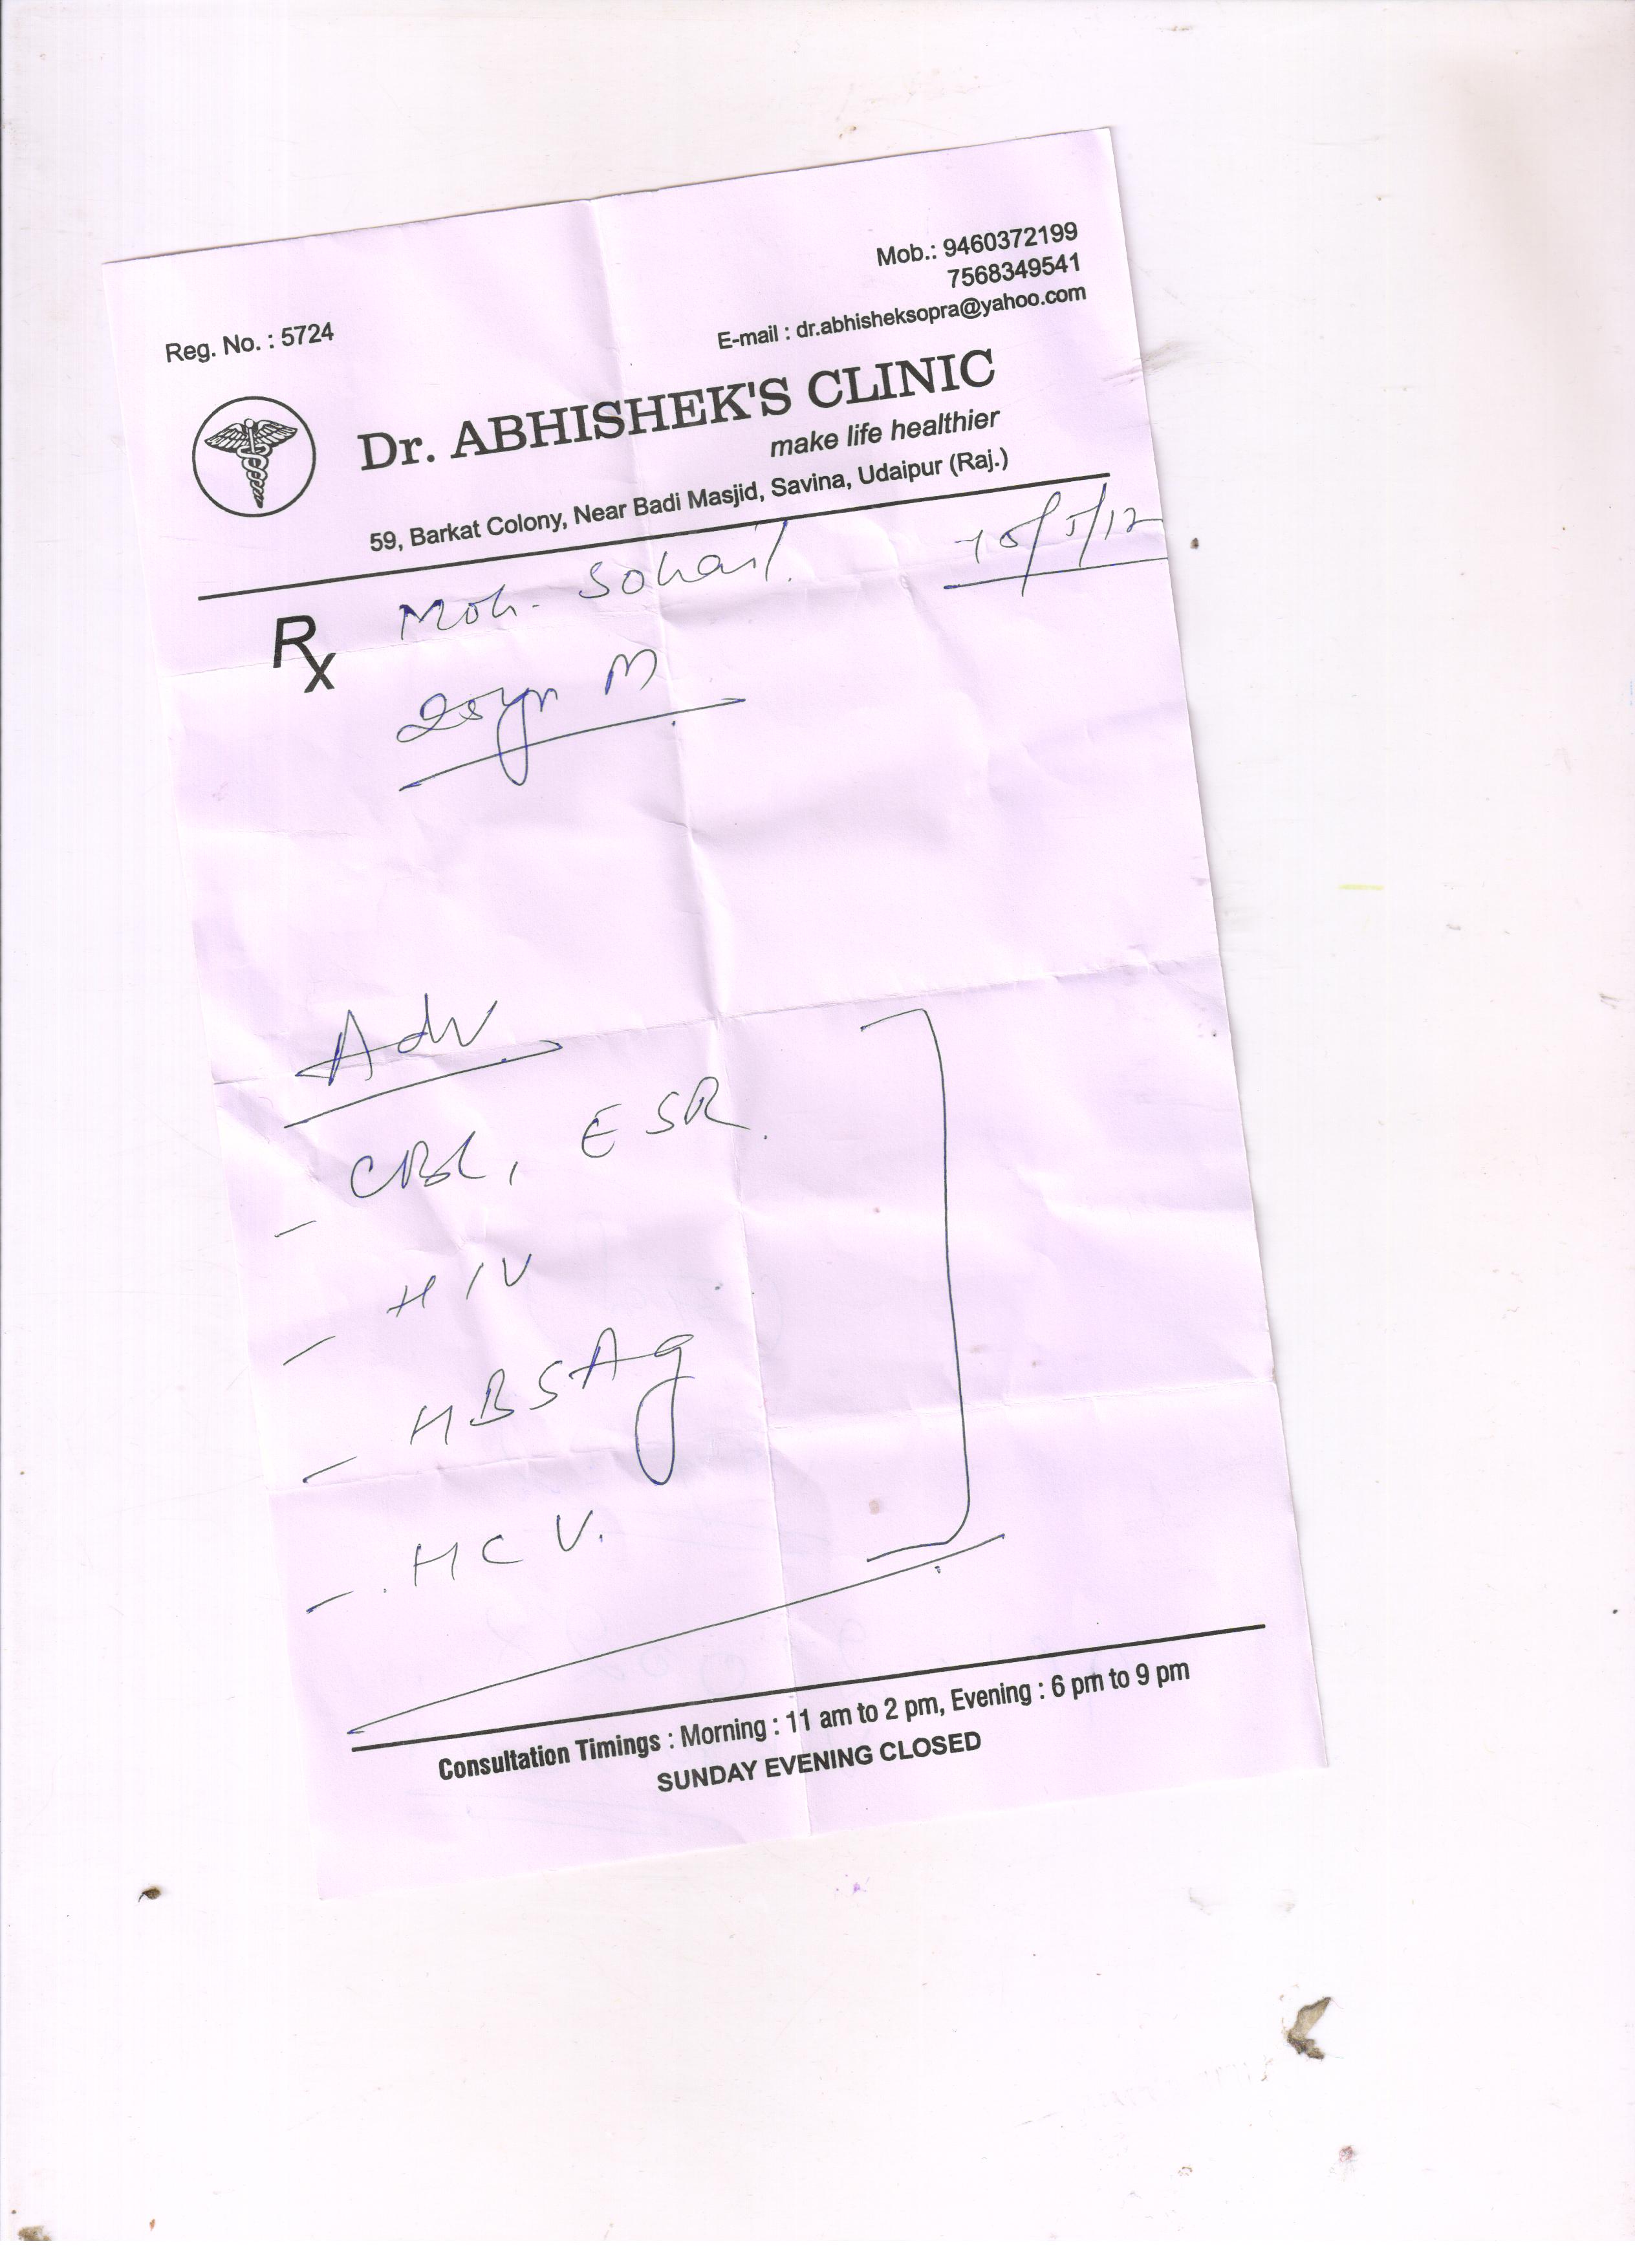 Mob.: 9460372199
7568349541
Reg. No. : 5724
E-mail : dr.abhisheksopra@yahoo.com
Dr. ABHISHEK'S CLINIC
make life healthier
59, Barkat Colony, Near Badi Masjid, Savina, Udaipur (Raj.)
Rx Moh. Sohail.
M
Adv.
- CBC, ESR.
- HIV
- HBSAg
- HCV.
Consultation Timings : Morning : 11 am to 2 pm, Evening : 6 pm to 9 pm
SUNDAY EVENING CLOSED